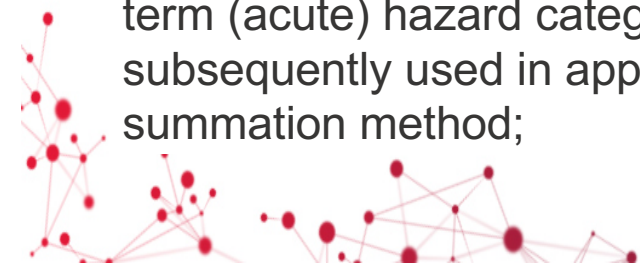 term (acute) hazard categ
subsequently used in app
summation method;